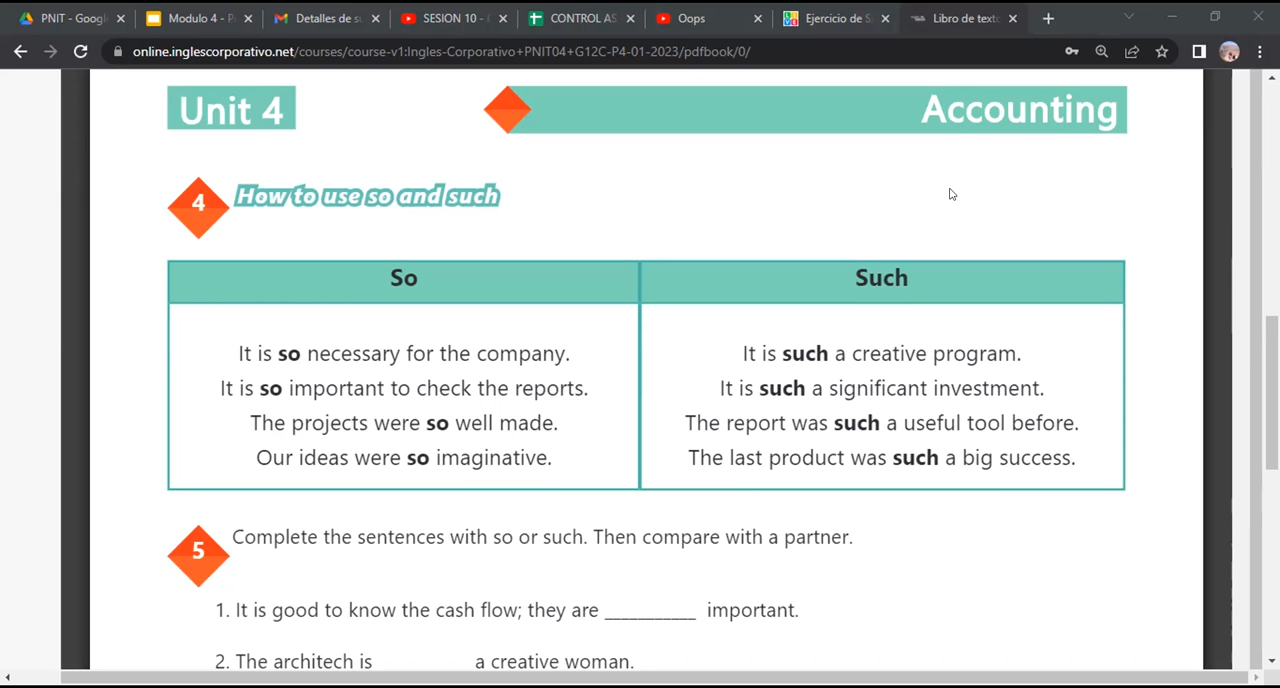 PNIT - Googl
Modulo 4 - P
Detalles de su
SESION 10 -
CONTROL AS
Oops
Ejercicio de S
Libro de texto
online.inglescorporativo.net/courses/course-v1:Ingles-Corporativo+PNIT04+G12C-P4-01-2023/pdfbook/0/
Unit 4
Accounting
4
How to use so and such
So
Such
It is so necessary for the company.
It is so important to check the reports.
The projects were so well made.
Our ideas were so imaginative.
It is such a creative program.
It is such a significant investment.
The report was such a useful tool before.
The last product was such a big success.
5
Complete the sentences with so or such. Then compare with a partner.
1. It is good to know the cash flow; they are ___________ important.
2. The architech is a creative woman.